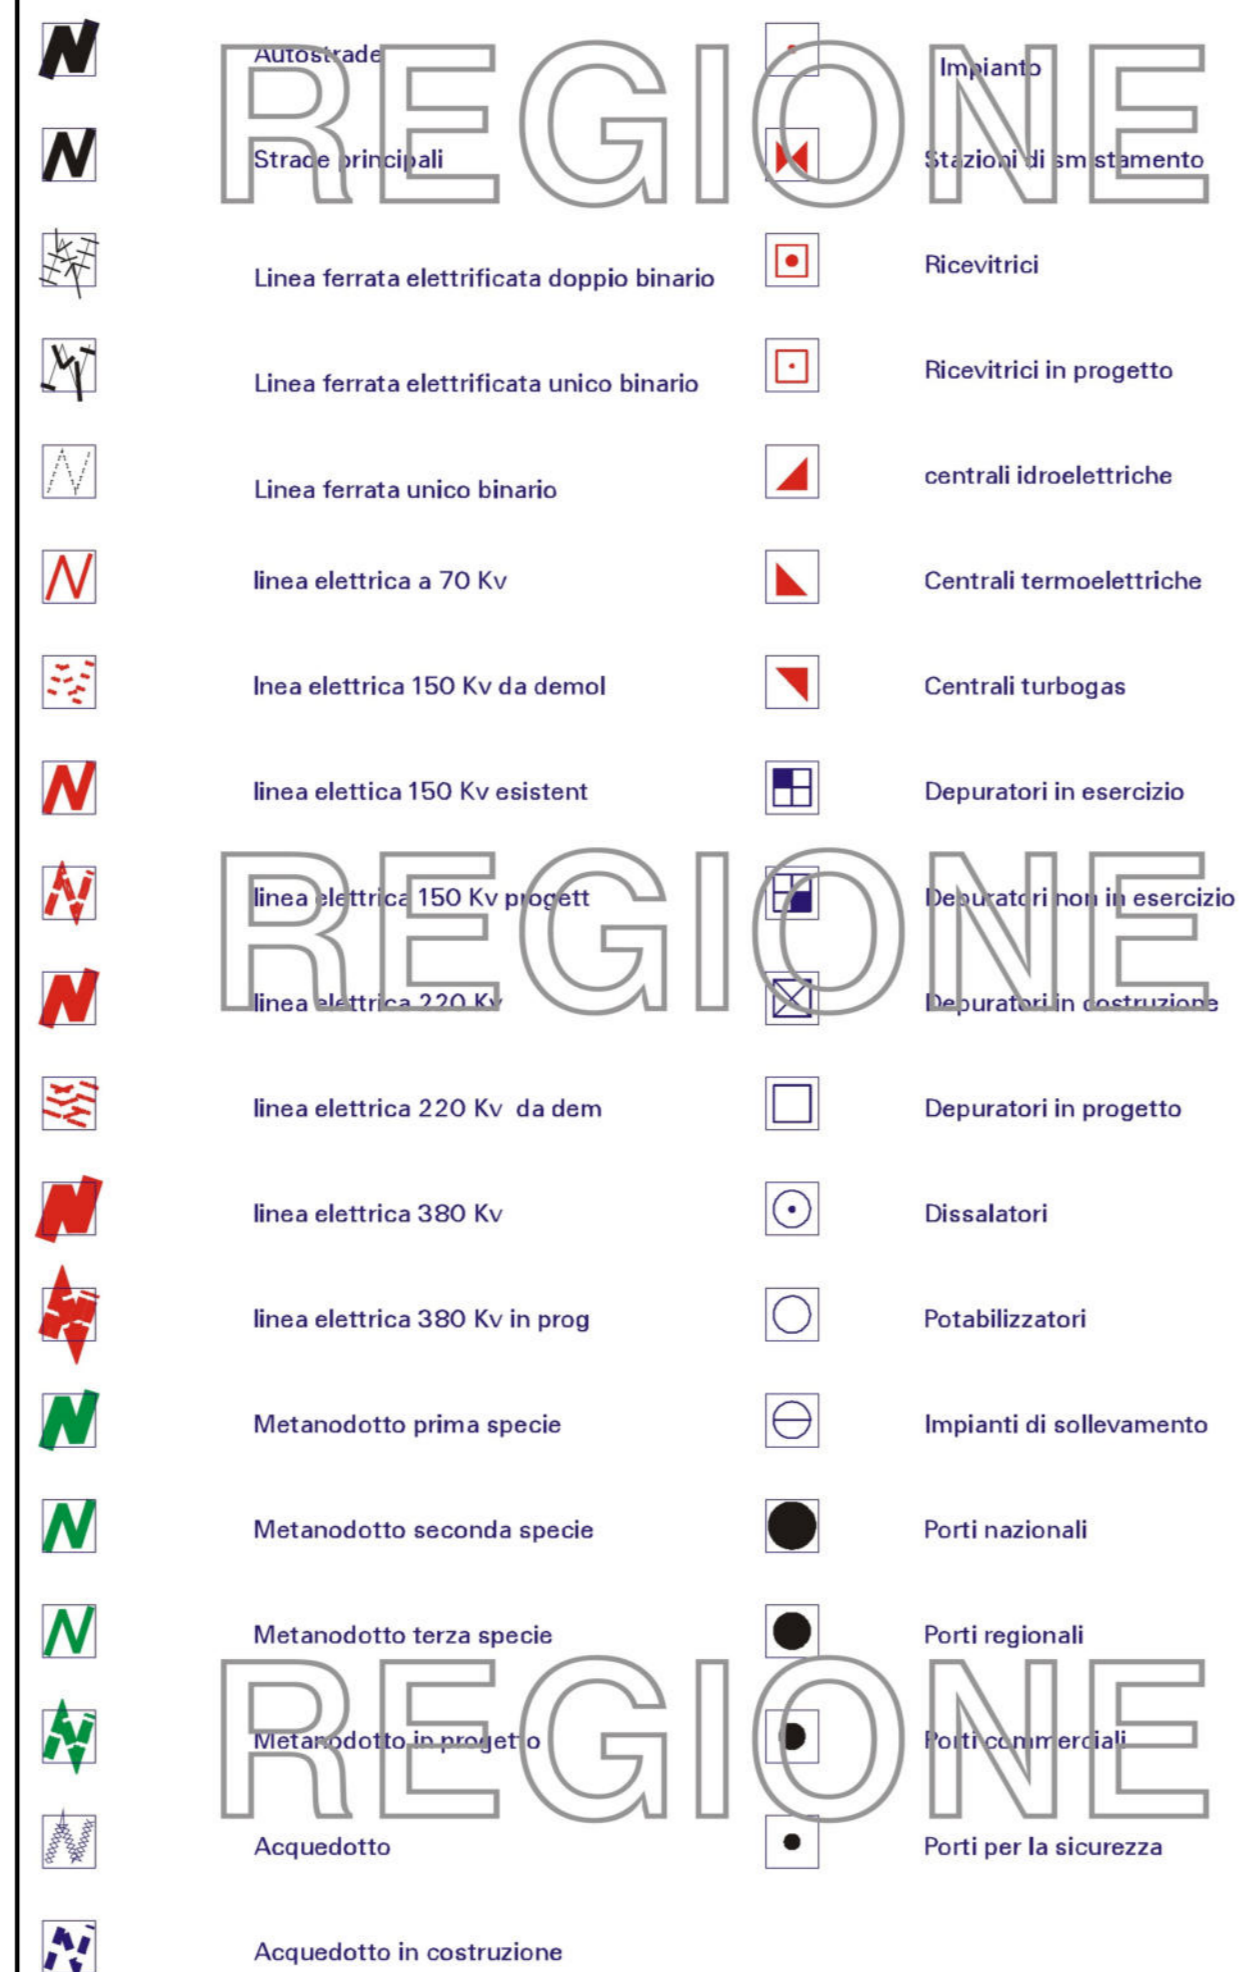 REGIONE
Autostrade
Impianto
Strade principali
Stazioni di smistamento
Linea ferrata elettrificata doppio binario
Ricevitrici
Linea ferrata elettrificata unico binario
Ricevitrici in progetto
Linea ferrata unico binario
centrali idroelettriche
linea elettrica a 70 Kv
Centrali termoelettriche
lnea elettrica 150 Kv da demol
Centrali turbogas
linea elettica 150 Kv esistent
Depuratori in esercizio
REGIONE
linea elettrica 150 Kv progett
Depuratori non in esercizio
linea elettrica 220 Kv
Depuratori in costruzione
linea elettrica 220 Kv da dem
Depuratori in progetto
linea elettrica 380 Kv
Dissalatori
linea elettrica 380 Kv in prog
Potabilizzatori
Metanodotto prima specie
Impianti di sollevamento
Metanodotto seconda specie
Porti nazionali
Metanodotto terza specie
Porti regionali
REGIONE
Metanodotto in progetto
Porti commerciali
Acquedotto
Porti per la sicurezza
Acquedotto in costruzione